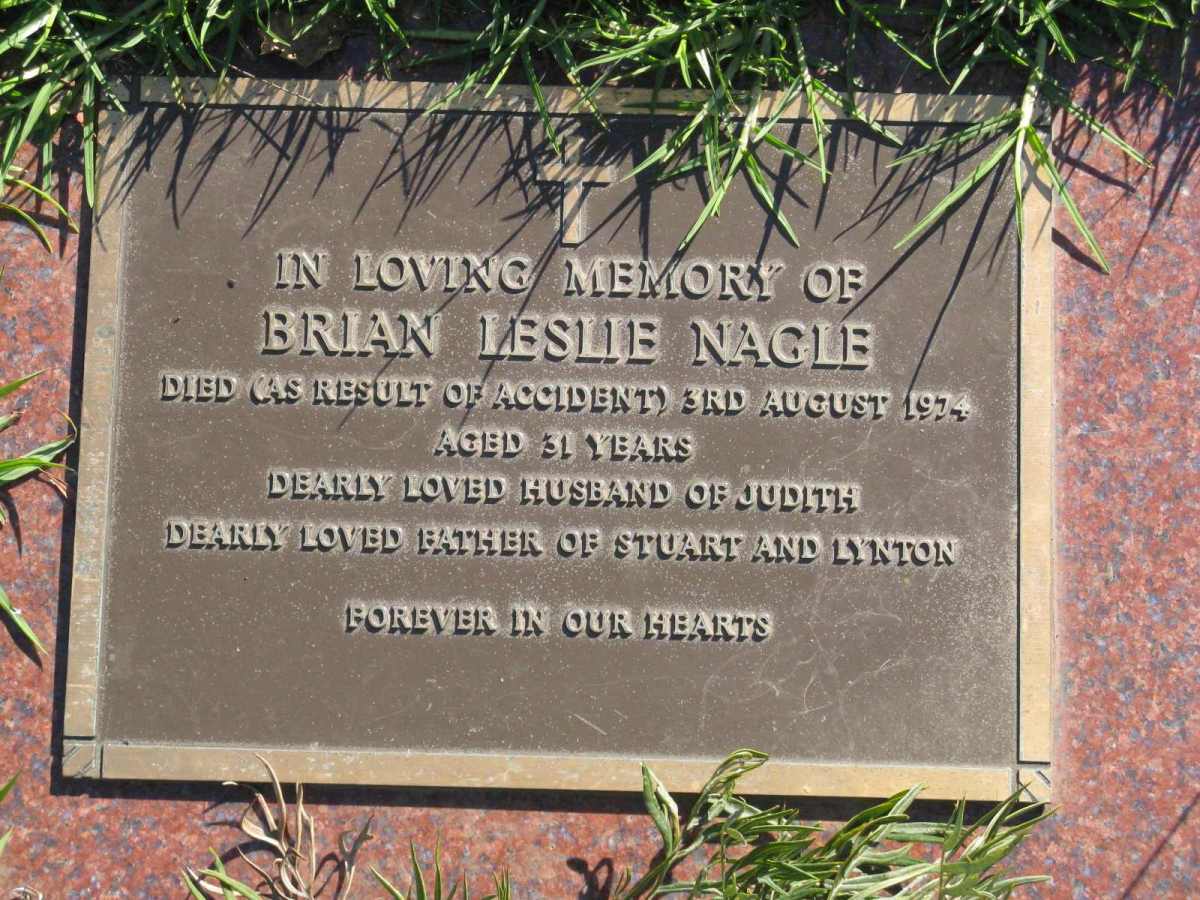 IN LOVING MEMORY OF
BRIAN LESLIE NAGLE
DIED (AS RESULT OF ACCIDENT) 3RD AUGUST 1974
AGED 31 YEARS
DEARLY LOVED HUSBAND OF JUDITH
DEARLY LOVED FATHER OF STUART AND LYNTON
FOREVER IN OUR HEARTS